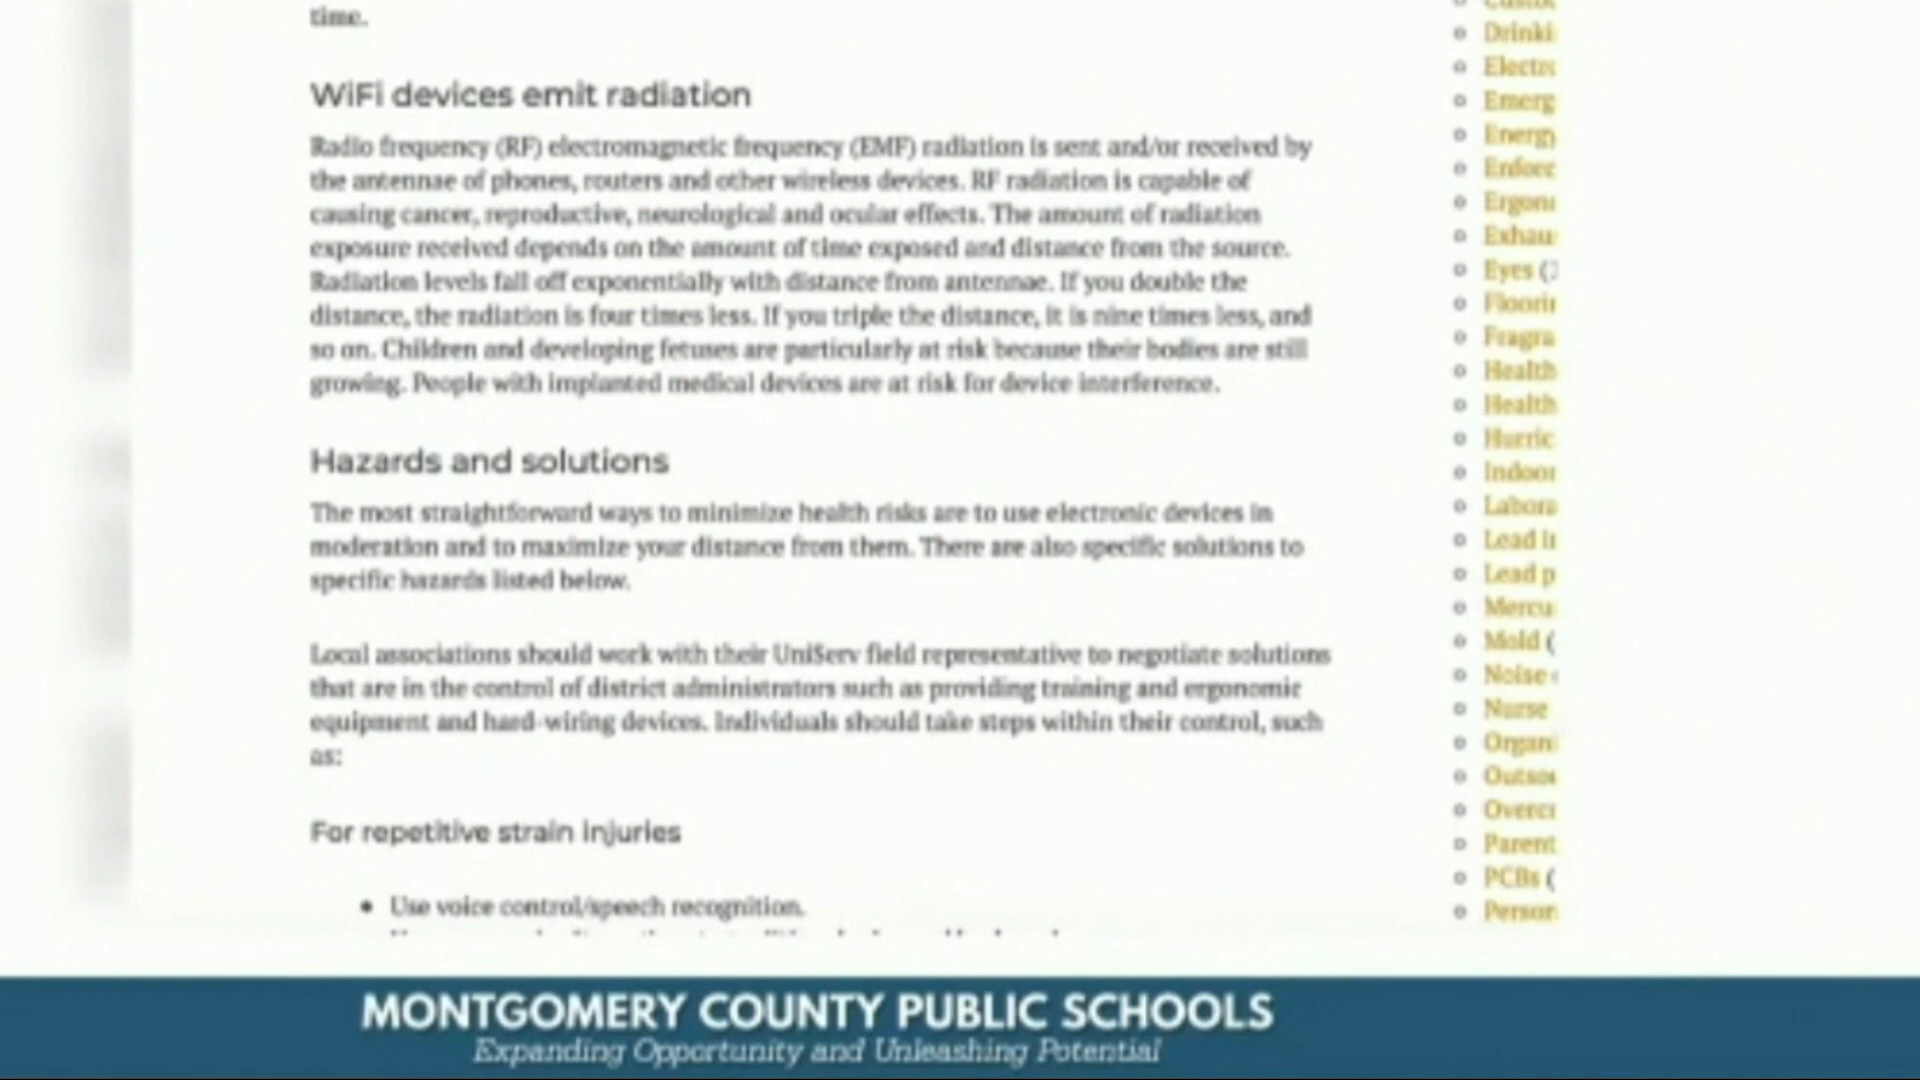 time.
WiFi devices emit radiation
Radio frequency (RF) electromagnetic frequency (EMF) radiation is sent and/or received by
the antennae of phones, routers and other wireless devices. RF radiation is capable of
causing cancer, reproductive, neurological and ocular effects. The amount of radiation
exposure received depends on the amount of time exposed and distance from the source.
Radiation levels fall off exponentially with distance from antennae. If you double the
distance, the radiation is four times less. If you triple the distance, it is nine times less, and
so on. Children and developing fetuses are particularly at risk because their bodies are still
growing. People with implanted medical devices are at risk for device interference.
Hazards and solutions
The most straightforward ways to minimize health risks are to use electronic devices in
moderation and to maximize your distance from them. There are also specific solutions to
specific hazards listed below.
Local associations should work with their UniServ field representative to negotiate solutions
that are in the control of district administrators such as providing training and ergonomic
equipment and hard-wiring devices. Individuals should take steps within their control, such
as:
For repetitive strain injuries
• Use voice control/speech recognition.
Drinki
Electr
Emerg
Energy
Enforc
Ergon
Exhau
Eyes (
Floorin
Fragra
Health
Health
Hurric
Indoor
Labora
Lead i
Lead p
Mercu
Mold (
Noise
Nurse
Organi
Outso
Overcr
Parent
PCBs (
Person
MONTGOMERY COUNTY PUBLIC SCHOOLS
Expanding Opportunity and Unleashing Potential